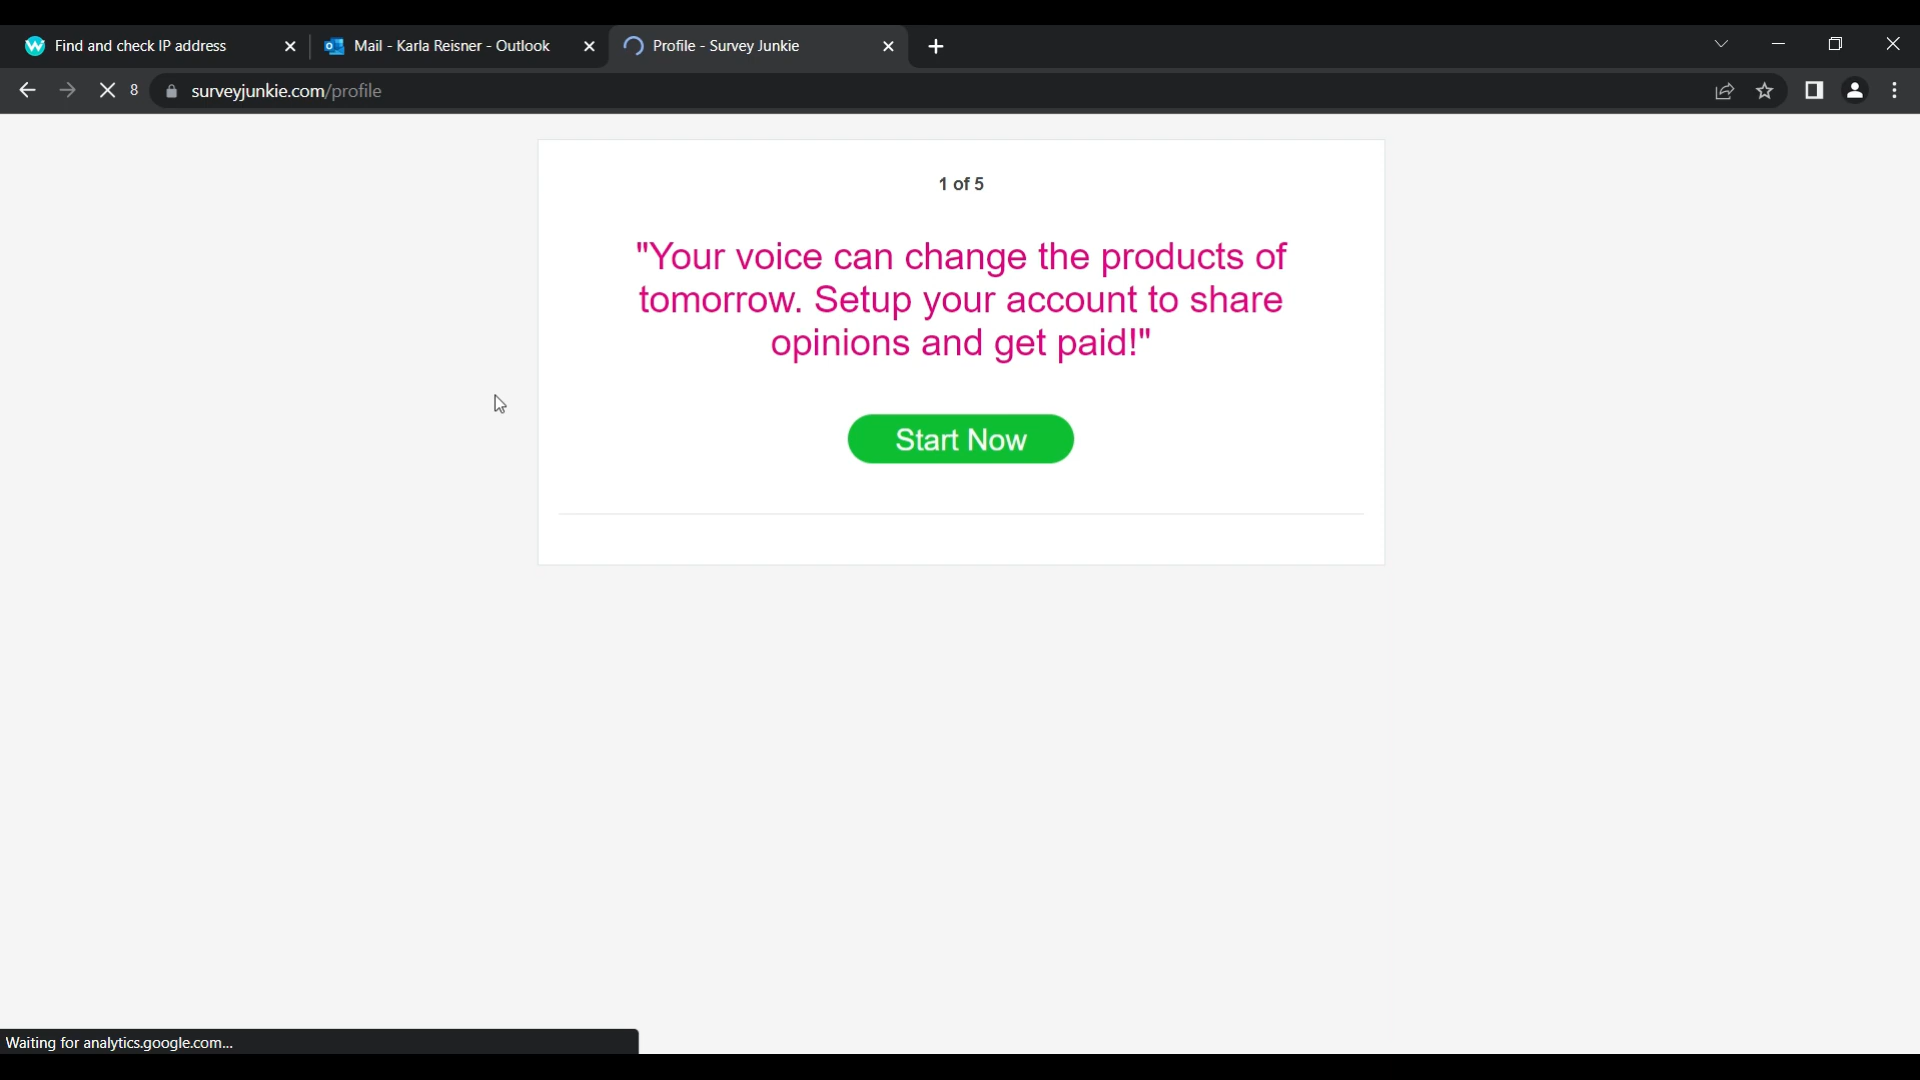 Find and check IP address
Mail - Karla Reisner - Outlook
Profile - Survey Junkie
8
surveyjunkie.com/profile
1 of 5
"Your voice can change the products of
tomorrow. Setup your account to share
opinions and get paid!"
Start Now
Waiting for analytics.google.com...